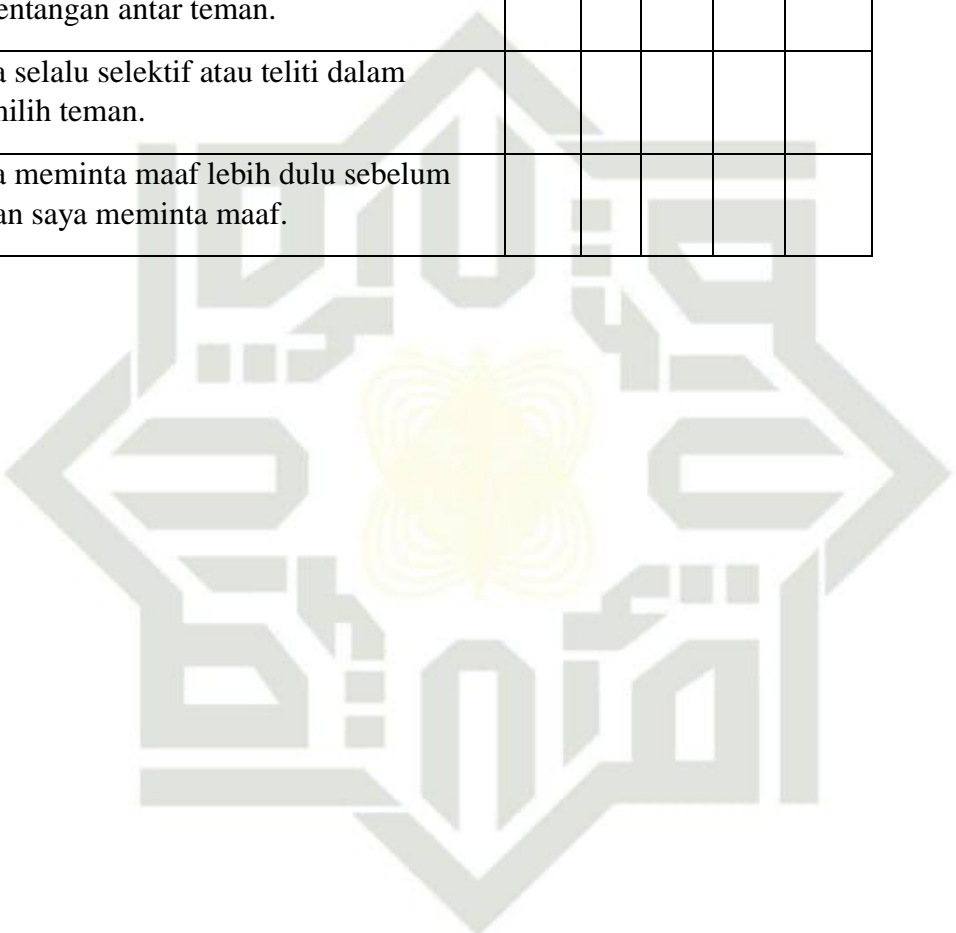 entangan antar teman.
a selalu selektif atau teliti dalam
nilih teman.
a meminta maaf lebih dulu sebelum
an saya meminta maaf.